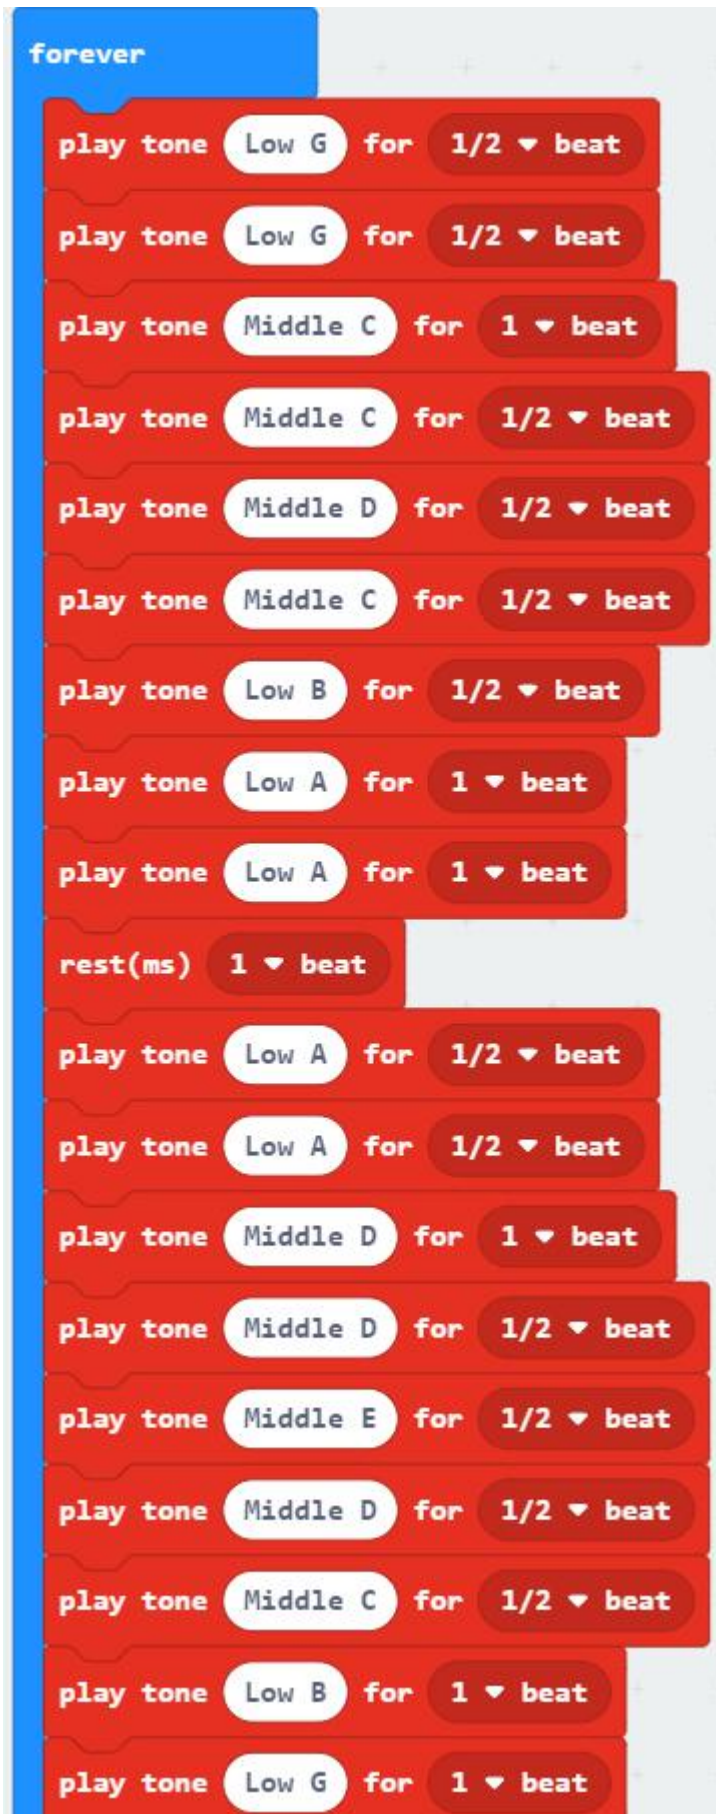 forever
play tone Low G for 1/2 beat
play tone Low G for 1/2 beat
play tone Middle C for 1 beat
play tone Middle C for 1/2 beat
play tone Middle D for 1/2 beat
play tone Middle C for 1/2 beat
play tone Low B for 1/2 beat
play tone Low A for 1 beat
play tone Low A for 1 beat
rest(ms) 1 beat
play tone Low A for 1/2 beat
play tone Low A for 1/2 beat
play tone Middle D for 1 beat
play tone Middle D for 1/2 beat
play tone Middle E for 1/2 beat
play tone Middle D for 1/2 beat
play tone Middle C for 1/2 beat
play tone Low B for 1 beat
play tone Low G for 1 beat